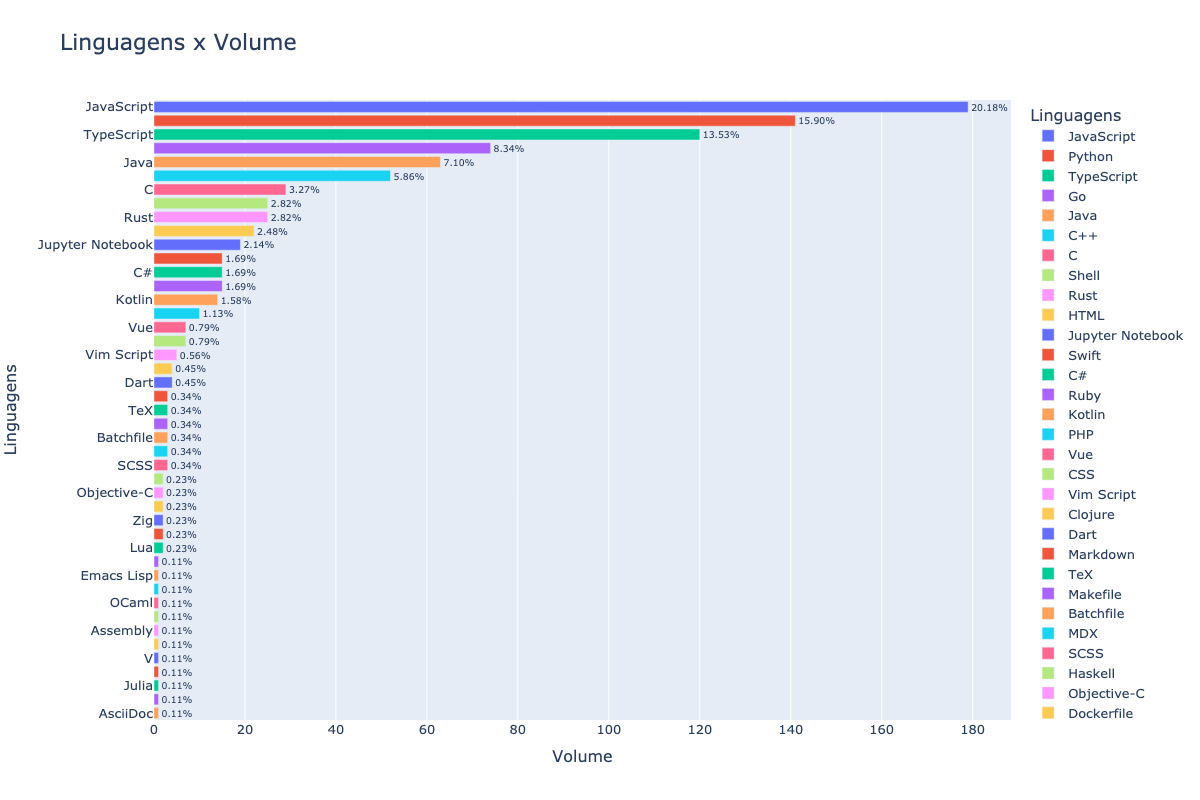 Linguagens x Volume
Linguagens
JavaScript
TypeScript
Java
C
Rust
Jupyter Notebook
C#
Kotlin
Vue
Vim Script
Dart
TeX
Batchfile
SCSS
Objective-C
Zig
Lua
Emacs Lisp
OCaml
Assembly
V
Julia
AsciiDoc
20.18%
15.90%
13.53%
8.34%
7.10%
5.86%
3.27%
2.82%
2.82%
2.48%
2.14%
1.69%
1.69%
1.69%
1.58%
1.13%
0.79%
0.79%
0.56%
0.45%
0.45%
0.34%
0.34%
0.34%
0.34%
0.34%
0.34%
0.23%
0.23%
0.23%
0.23%
0.23%
0.23%
0.11%
0.11%
0.11%
0.11%
0.11%
0.11%
0.11%
0.11%
0.11%
0.11%
0.11%
0.11%
0 20 40 60 80 100 120 140 160 180
Volume
Linguagens
JavaScript
Python
TypeScript
Go
Java
C++
C
Shell
Rust
HTML
Jupyter Notebook
Swift
C#
Ruby
Kotlin
PHP
Vue
CSS
Vim Script
Clojure
Dart
Markdown
TeX
Makefile
Batchfile
MDX
SCSS
Haskell
Objective-C
Dockerfile